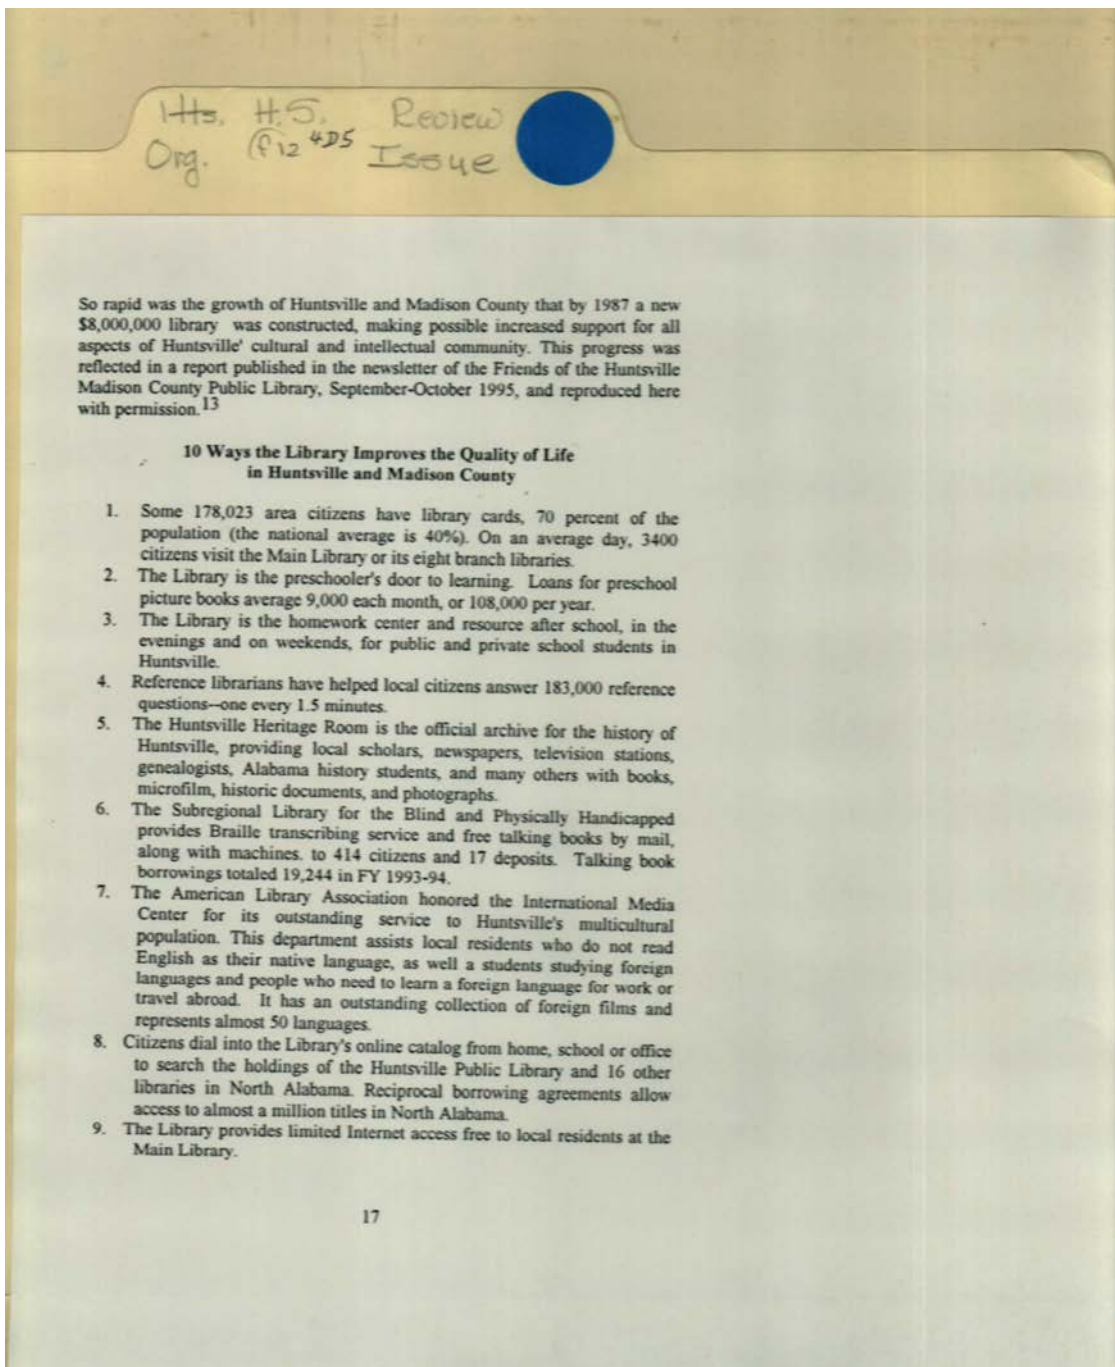 Hts. H.S. Review
Org. f12 4D5 Issue
So rapid was the growth of Huntsville and Madison County that by 1987 a new
$8,000,000 library was constructed, making possible increased support for all
aspects of Huntsville' cultural and intellectual community. This progress was
reflected in a report published in the newsletter of the Friends of the Huntsville
Madison County Public Library, September-October 1995, and reproduced here
with permission.13
10 Ways the Library Improves the Quality of Life
in Huntsville and Madison County
1. Some 178,023 area citizens have library cards, 70 percent of the
population (the national average is 40%). On an average day, 3400
citizens visit the Main Library or its eight branch libraries.
2. The Library is the preschooler's door to learning. Loans for preschool
picture books average 9,000 each month, or 108,000 per year.
3. The Library is the homework center and resource after school, in the
evenings and on weekends, for public and private school students in
Huntsville.
4. Reference librarians have helped local citizens answer 183,000 reference
questions--one every 1.5 minutes.
5. The Huntsville Heritage Room is the official archive for the history of
Huntsville, providing local scholars, newspapers, television stations,
genealogists, Alabama history students, and many others with books,
microfilm, historic documents, and photographs.
6. The Subregional Library for the Blind and Physically Handicapped
provides Braille transcribing service and free talking books by mail,
along with machines. to 414 citizens and 17 deposits. Talking book
borrowings totaled 19,244 in FY 1993-94.
7. The American Library Association honored the International Media
Center for its outstanding service to Huntsville's multicultural
population. This department assists local residents who do not read
English as their native language, as well a students studying foreign
languages and people who need to learn a foreign language for work or
travel abroad. It has an outstanding collection of foreign films and
represents almost 50 languages.
8. Citizens dial into the Library's online catalog from home, school or office
to search the holdings of the Huntsville Public Library and 16 other
libraries in North Alabama. Reciprocal borrowing agreements allow
access to almost a million titles in North Alabama.
9. The Library provides limited Internet access free to local residents at the
Main Library.
17